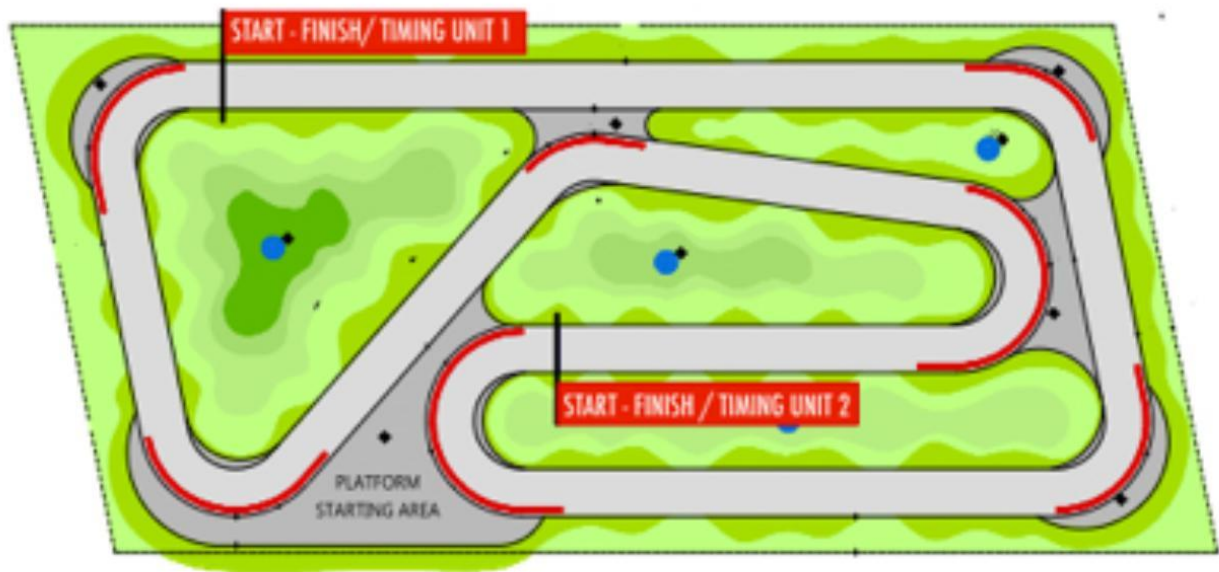 START - FINISH/ TIMING UNIT 1
START - FINISH / TIMING UNIT 2
PLATFORM
STARTING AREA